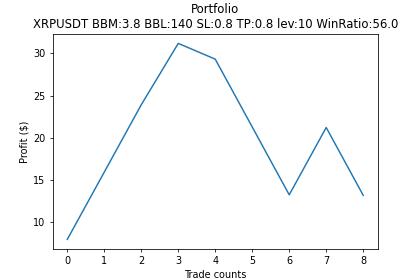 Portfolio
XRPUSDT BBM:3.8 BBL:140 SL:0.8 TP:0.8 lev:10 WinRatio:56.0
30
25
20
15
10
Profit ($)
0 1 2 3 4 5 6 7 8
Trade counts